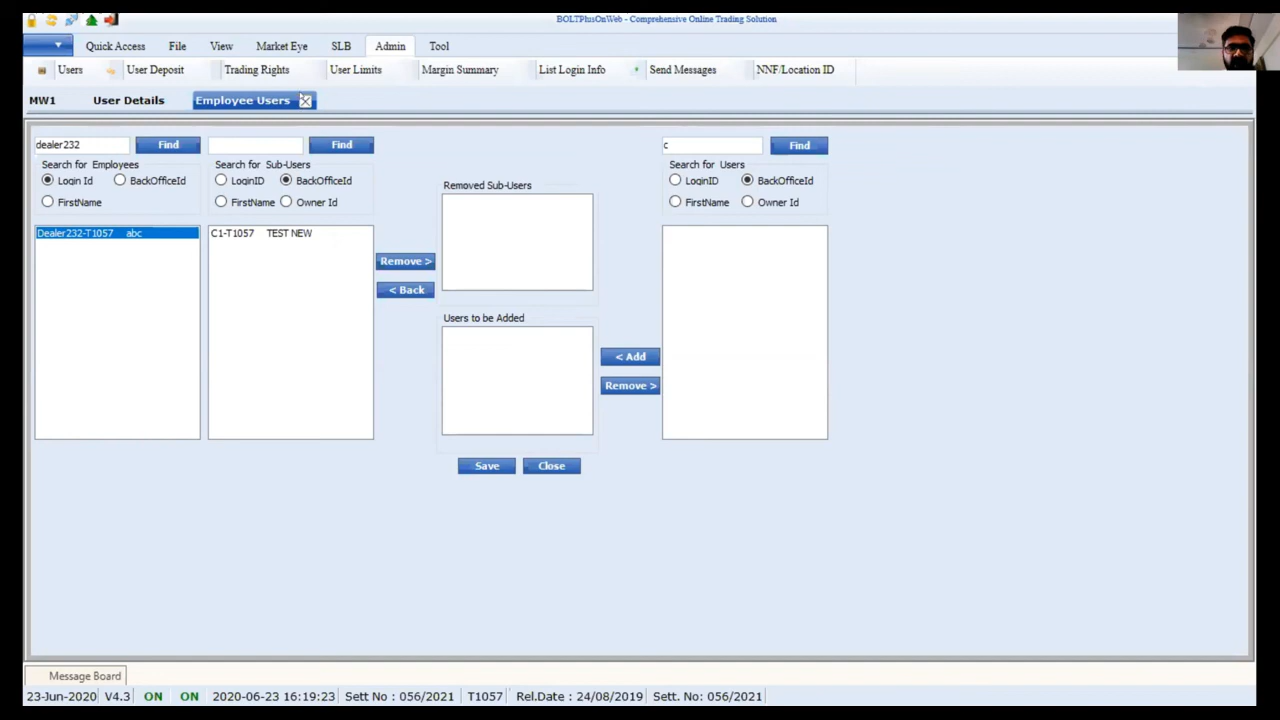 BOLTPlusOnWeb - Comprehensive Online Trading Solution
Quick Access File View Market Eye SLB Admin Tool
Users User Deposit Trading Rights User Limits Margin Summary List Login Info Send Messages NNF/Location ID
MW1 User Details Employee Users
dealer232 Find Find c Find
Search for Employees Search for Sub-Users Search for Users
Login Id BackOfficeId LoginID BackOfficeId LoginID BackOfficeId
FirstName FirstName Owner Id FirstName Owner Id
Removed Sub-Users
Dealer232-T1057 abc C1-T1057 TEST NEW
Remove >
< Back
Users to be Added
< Add
Remove >
Save Close
Message Board
23-Jun-2020 V4.3 ON ON 2020-06-23 16:19:23 Sett No : 056/2021 T1057 Rel.Date : 24/08/2019 Sett. No: 056/2021